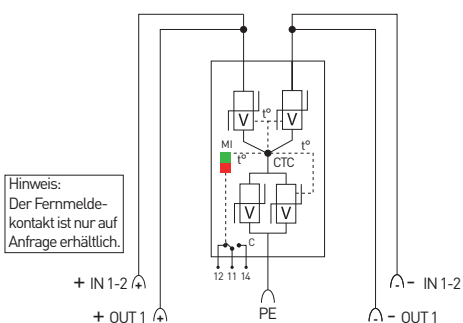 t°
V
V
MI
t°
t°
CTC
Hinweis:
Der Fernmelde-
kontakt ist nur auf
Anfrage erhältlich.
V
V
C
12 11 14
+ IN 1-2 +
- - IN 1-2
PE
+ OUT 1 +
- - OUT 1